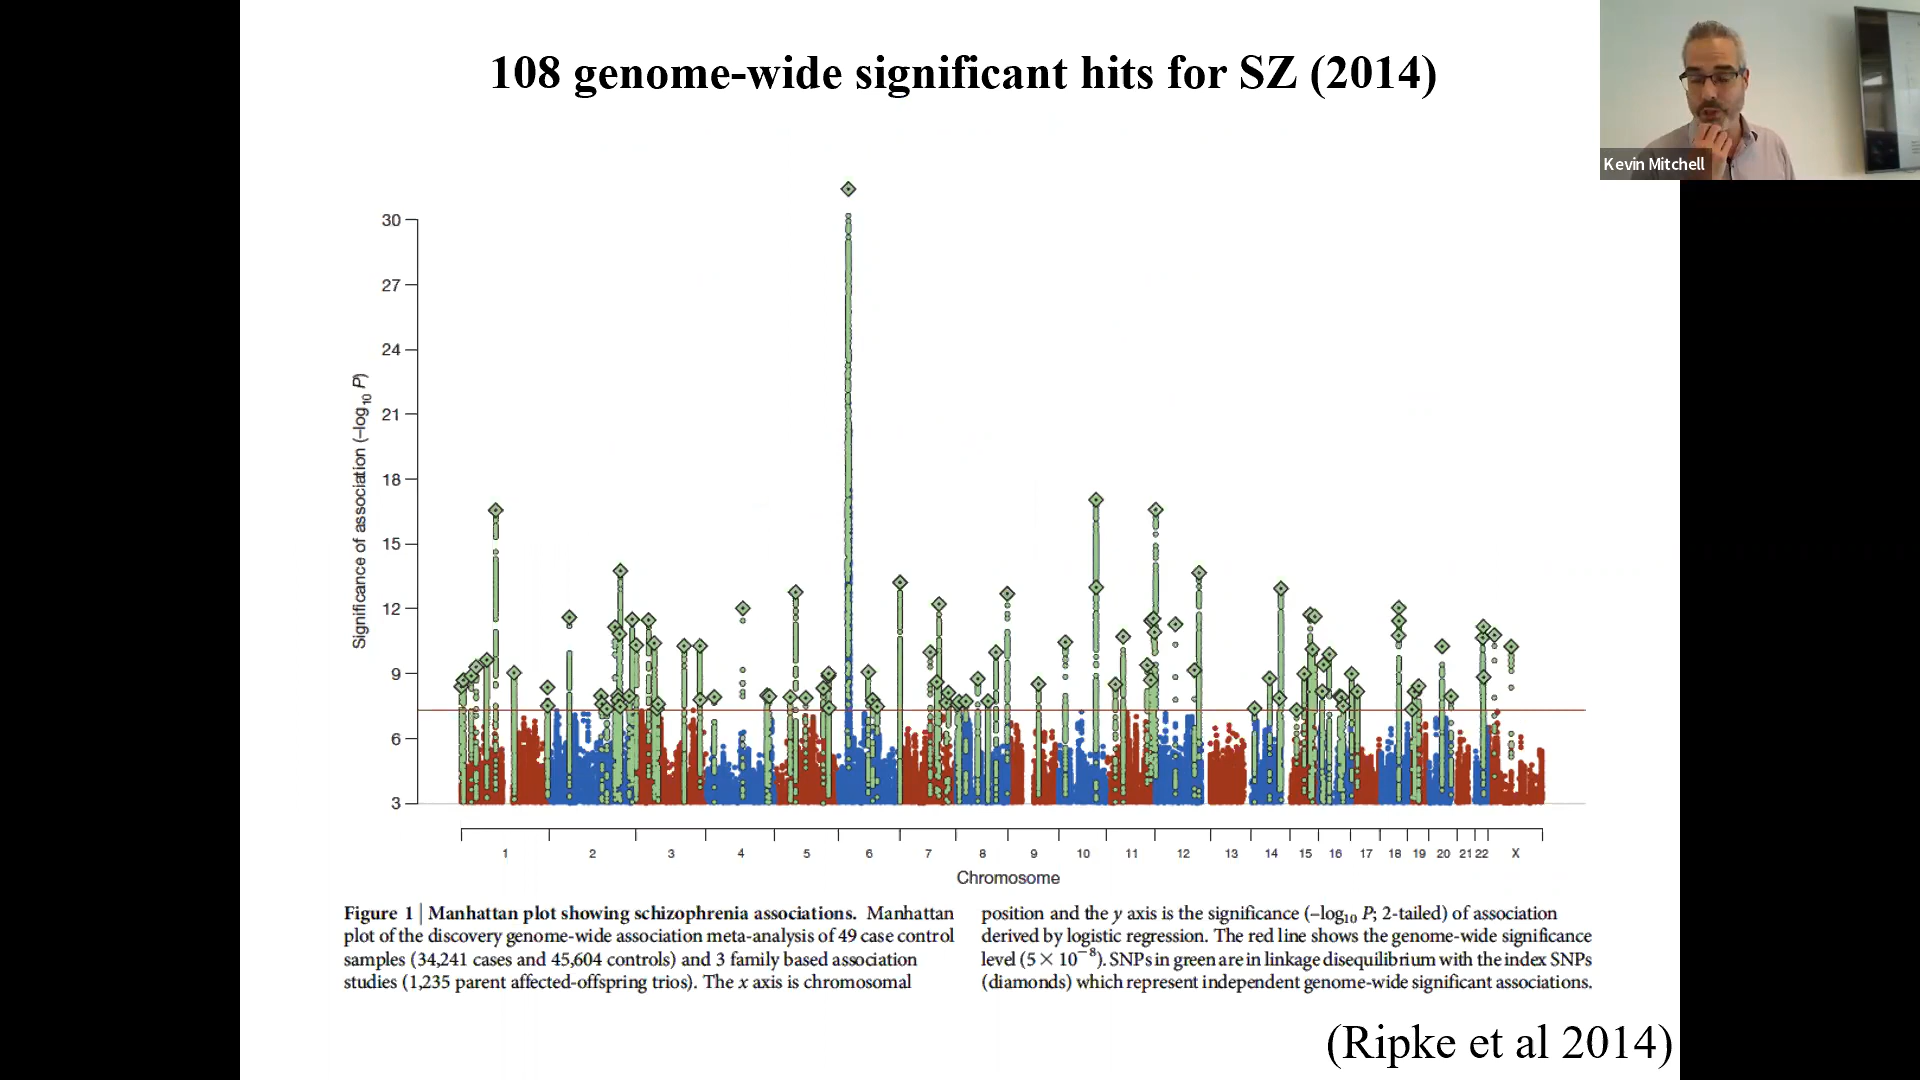 108 genome-wide significant hits for SZ (2014)
Kevin Mitchell
30
27
24
21
18
15
12
9
6
3
Significance of association (–log10 P)
1 2 3 4 5 6 7 8 9 10 11 12 13 14 15 16 17 18 19 20 21 22 X
Chromosome
Figure 1 | Manhattan plot showing schizophrenia associations. Manhattan
plot of the discovery genome-wide association meta-analysis of 49 case control
samples (34,241 cases and 45,604 controls) and 3 family based association
studies (1,235 parent affected-offspring trios). The x axis is chromosomal
position and the y axis is the significance (–log10 P; 2-tailed) of association
derived by logistic regression. The red line shows the genome-wide significance
level (5 × 10−8). SNPs in green are in linkage disequilibrium with the index SNPs
(diamonds) which represent independent genome-wide significant associations.
(Ripke et al 2014)